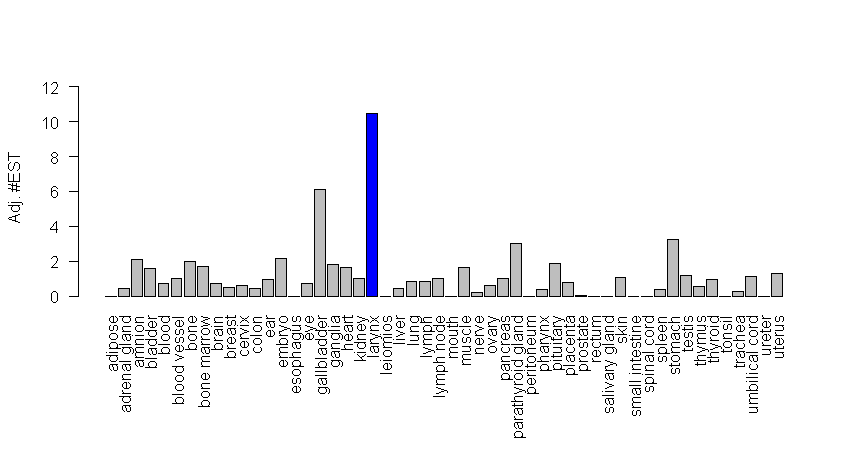 12
10
8
6
4
2
0
Adj. #EST
adipose
adrenal gland
amnion
bladder
blood
blood vessel
bone
bone marrow
brain
breast
cervix
colon
ear
embryo
esophagus
eye
gallbladder
ganglia
heart
kidney
larynx
leiomios
liver
lung
lymph
lymph node
mouth
muscle
nerve
ovary
pancreas
parathyroid gland
peritoneum
pharynx
pituitary
placenta
prostate
rectum
salivary gland
skin
small intestine
spinal cord
spleen
stomach
testis
thymus
thyroid
tonsil
trachea
umbilical cord
ureter
uterus